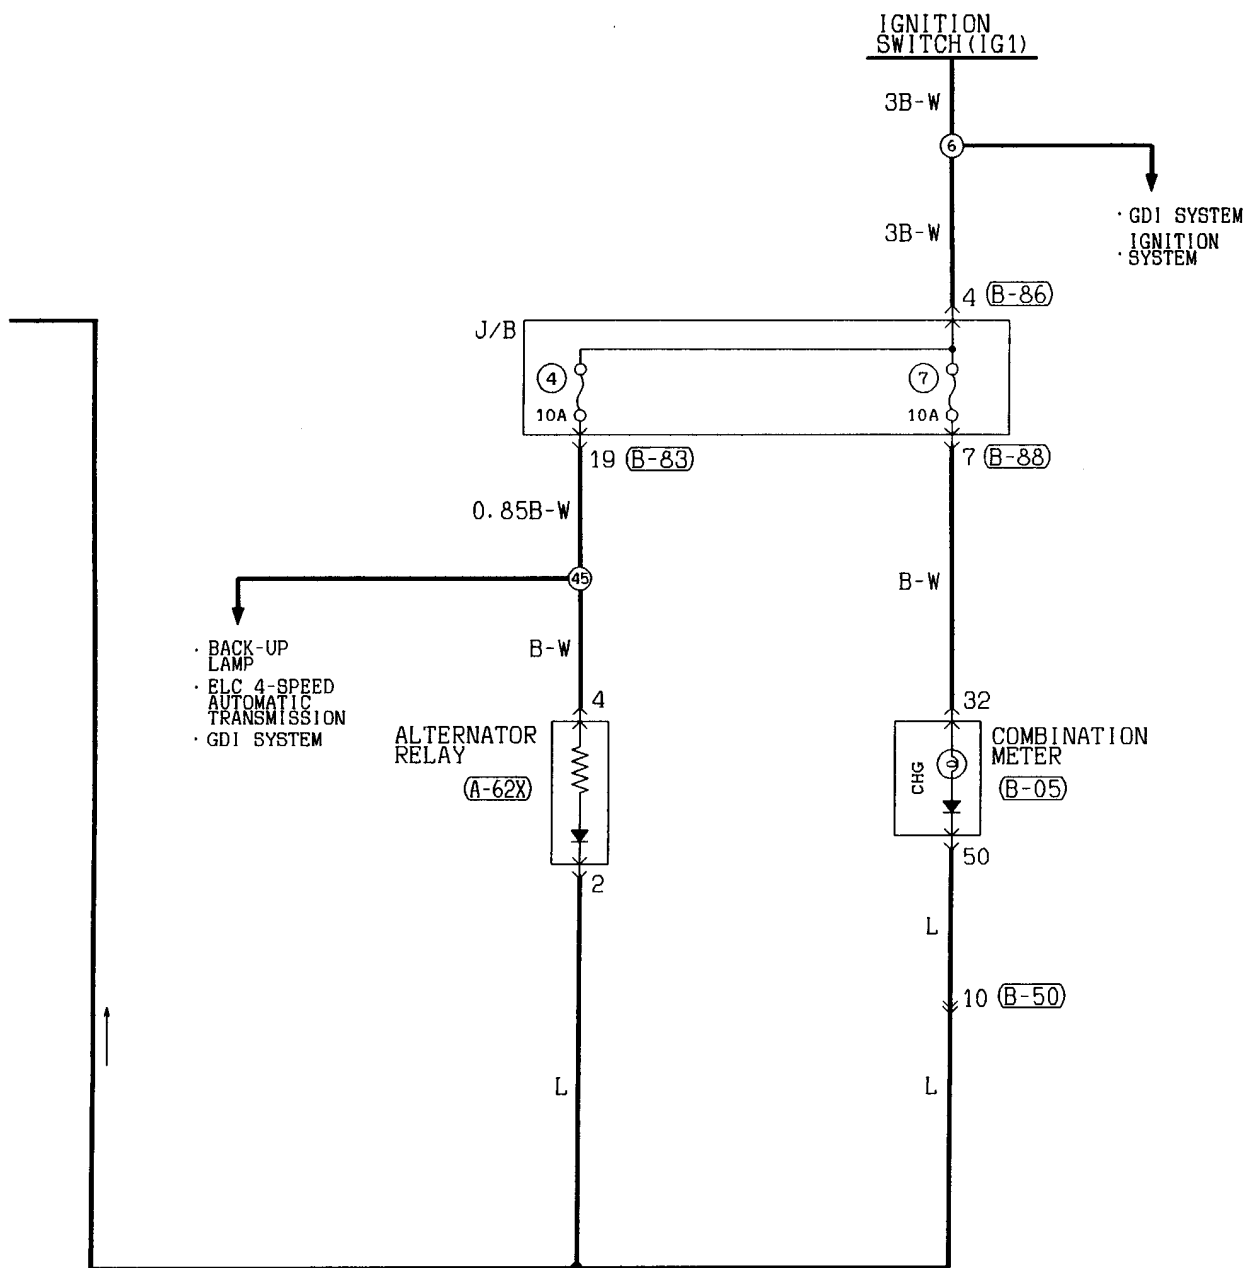 IGNITION
SWITCH(IG1)
3B-W
6
3B-W
· GDI SYSTEM
IGNITION
· SYSTEM
4 (B-86)
J/B
4
7
10A
10A
19 (B-83)
7 (B-88)
0.85B-W
45
B-W
B-W
· BACK-UP
LAMP
· ELC 4-SPEED
AUTOMATIC
TRANSMISSION
· GDI SYSTEM
4
32
ALTERNATOR
RELAY
(A-62X)
CHG
COMBINATION
METER
(B-05)
2
50
L
10 (B-50)
L
L